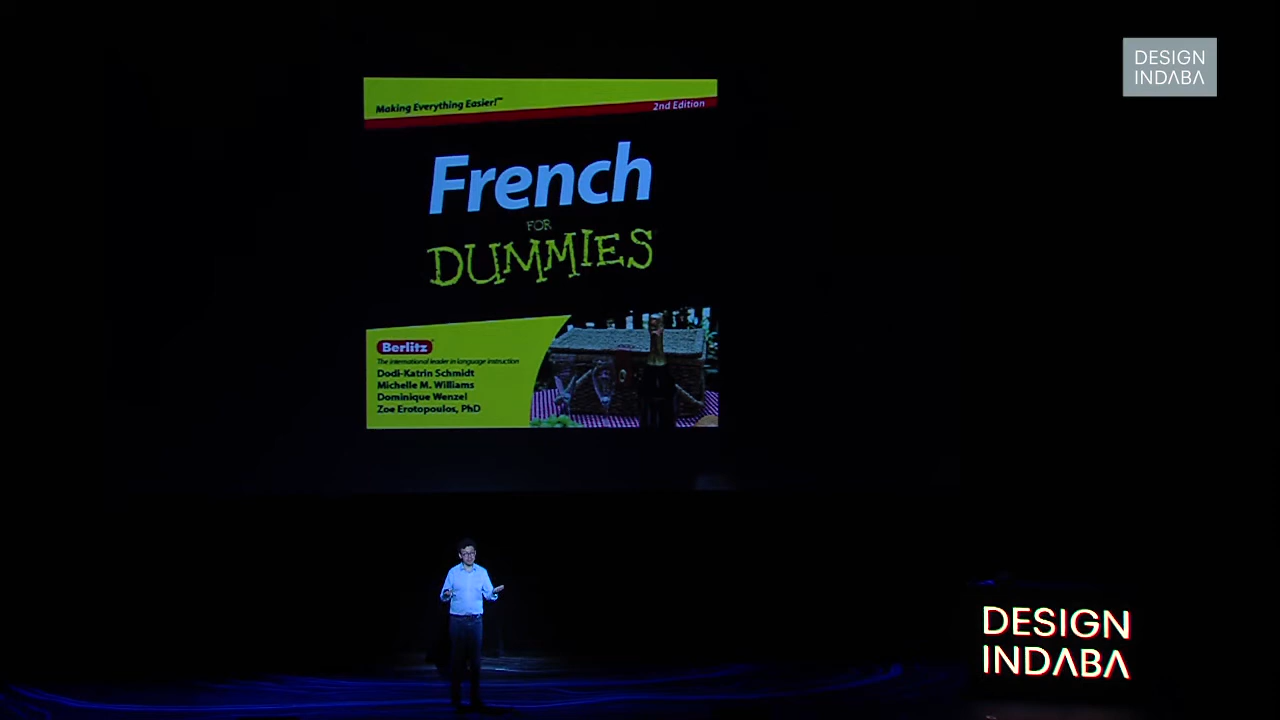 DESIGN
INDABA
Making Everything Easier!™
2nd Edition
French
FOR
DUMMIES
Berlitz®
The international leader in language instruction
Dodi-Katrin Schmidt
Michelle M. Williams
Dominique Wenzel
Zoe Erotopoulos, PhD
DESIGN
INDABA